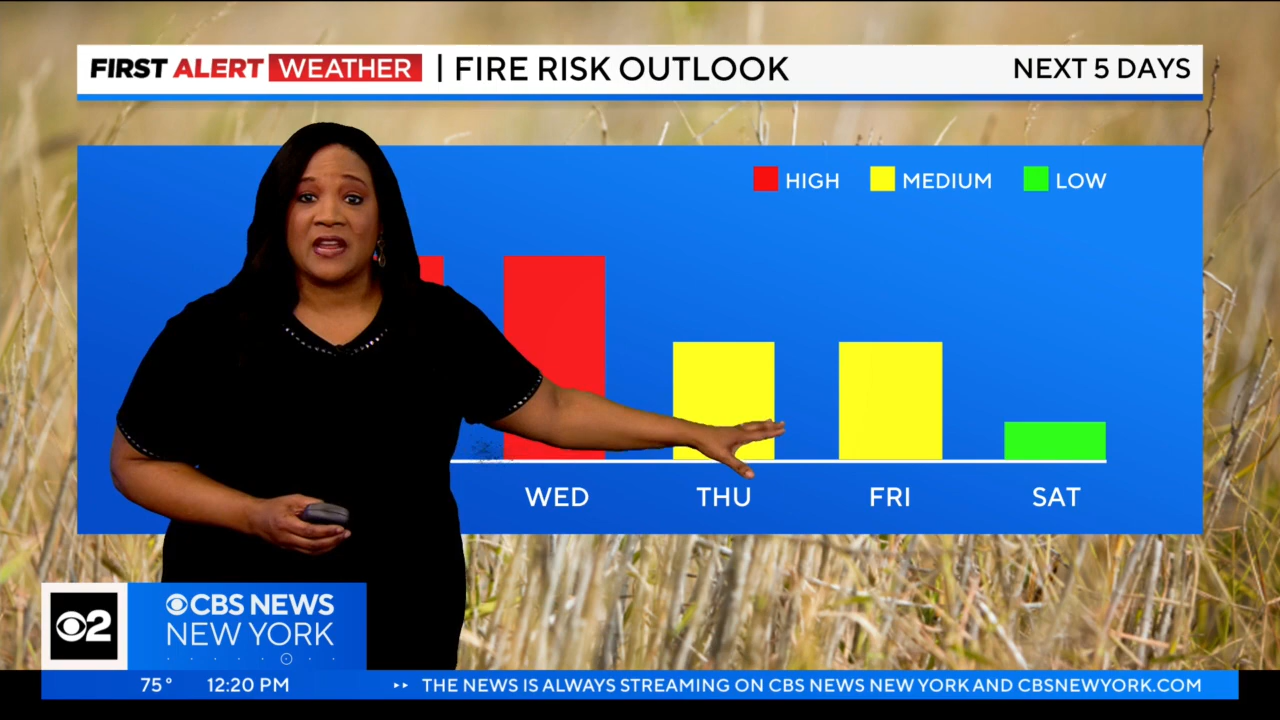 FIRST ALERT WEATHER | FIRE RISK OUTLOOK NEXT 5 DAYS
HIGH MEDIUM LOW
WED THU FRI SAT
2 CBS NEWS
NEW YORK
75° 12:20 PM THE NEWS IS ALWAYS STREAMING ON CBS NEWS NEW YORK AND CBSNEWYORK.COM